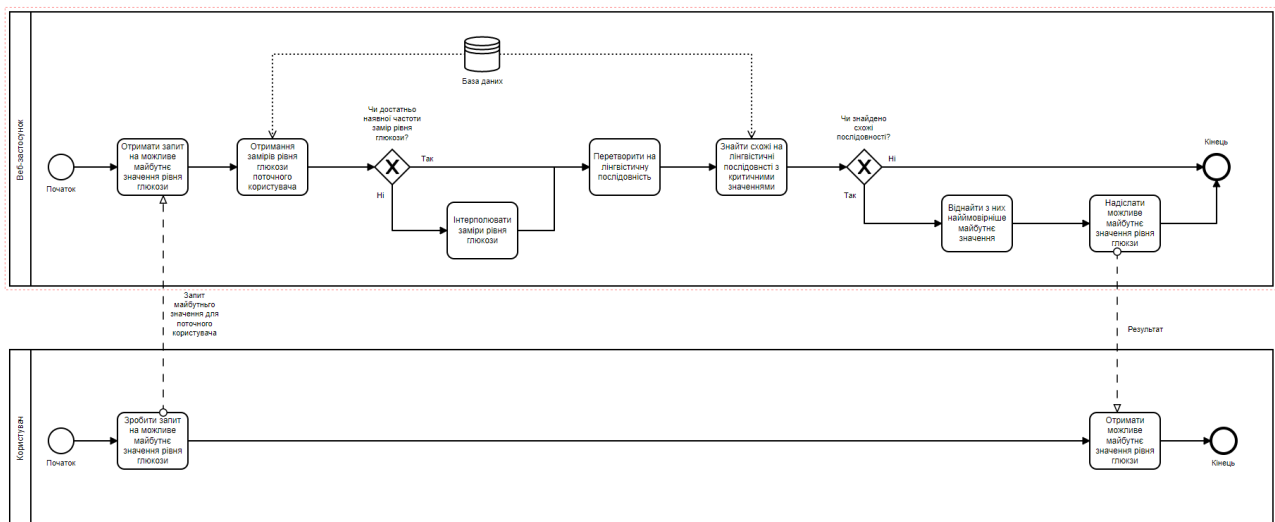 Веб-застосунок
База даних
Початок
Отримати запит
на можливе
майбутнє
значення рівня
глюкози
Отримання
замірів рівня
глюкози
поточного
користувача
Чи достатньо
наявної частоти
замір рівня
глюкози?
Так
Ні
Інтерполювати
заміри рівня
глюкози
Перетворити на
лінгвістичну
послідовність
Знайти схожі на
лінгвістичні
послідовнсті з
критичними
значеннями
Чи знайдено
схожі
послідовності?
Ні
Так
Віднайти з них
найймовірніше
майбутнє
значення
Надіслати
можливе
майбутнє
значення рівня
глюкзи
Кінець
Запит
майбутньго
значення для
поточного
користувача
Результат
Користувач
Початок
Зробити запит
на можливе
майбутнє
значення рівня
глюкози
Отримати
можливе
майбутнє
значення рівня
глюкзи
Кінець